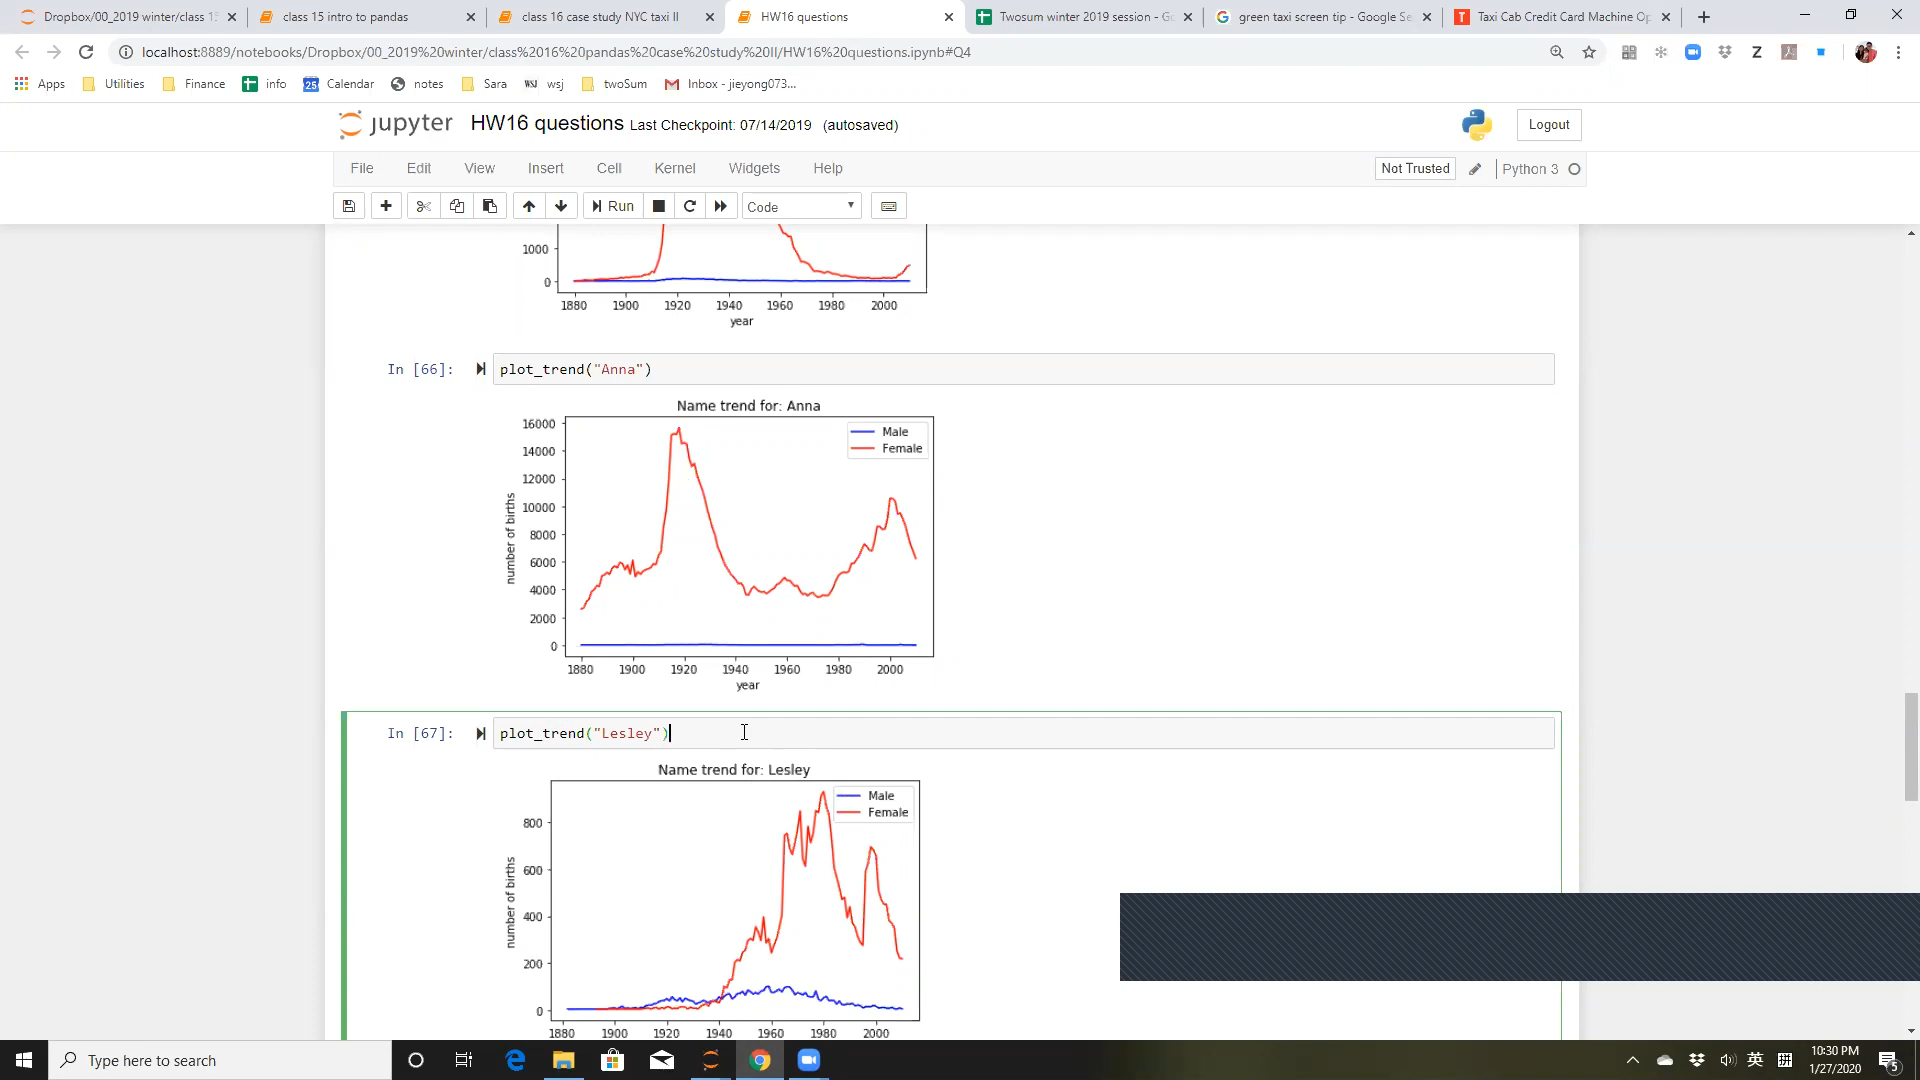 Dropbox/00_2019 winter/class 15
class 15 intro to pandas
class 16 case study NYC taxi II
HW16 questions
Twosum winter 2019 session - Go
green taxi screen tip - Google Se
Taxi Cab Credit Card Machine Op
localhost:8889/notebooks/Dropbox/00_2019%20winter/class%2016%20pandas%20case%20study%20II/HW16%20questions.ipynb#Q4
Apps
Utilities
Finance
info
25
Calendar
notes
Sara
WSJ
wsj
twoSum
Inbox - jieyong073...
jupyter
HW16 questions Last Checkpoint: 07/14/2019 (autosaved)
Logout
File
Edit
View
Insert
Cell
Kernel
Widgets
Help
Not Trusted
Python 3
Run
Code
1000
0
1880 1900 1920 1940 1960 1980 2000
year
In [66]:
plot_trend("Anna")
Name trend for: Anna
16000
14000
12000
10000
8000
6000
4000
2000
0
number of births
Male
Female
1880 1900 1920 1940 1960 1980 2000
year
In [67]:
plot_trend("Lesley")
Name trend for: Lesley
800
600
400
200
0
number of births
Male
Female
1880 1900 1920 1940 1960 1980 2000
Type here to search
英
拼
10:30 PM
1/27/2020
5